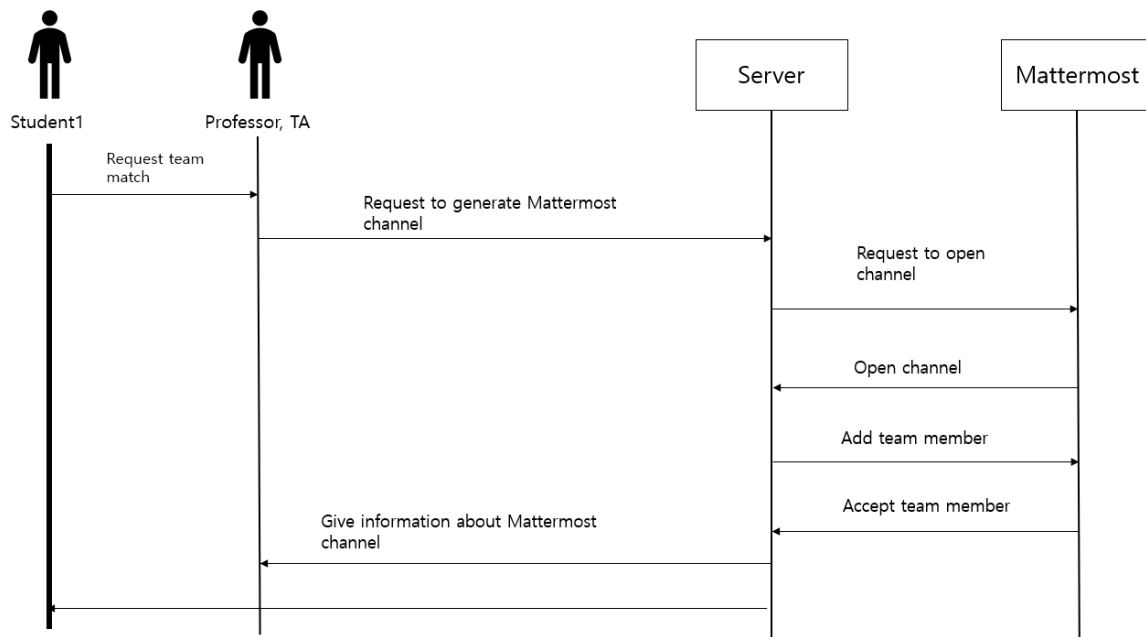 Server
Mattermost
Student1
Professor, TA
Request team
match
Request to generate Mattermost
channel
Request to open
channel
Open channel
Add team member
Accept team member
Give information about Mattermost
channel